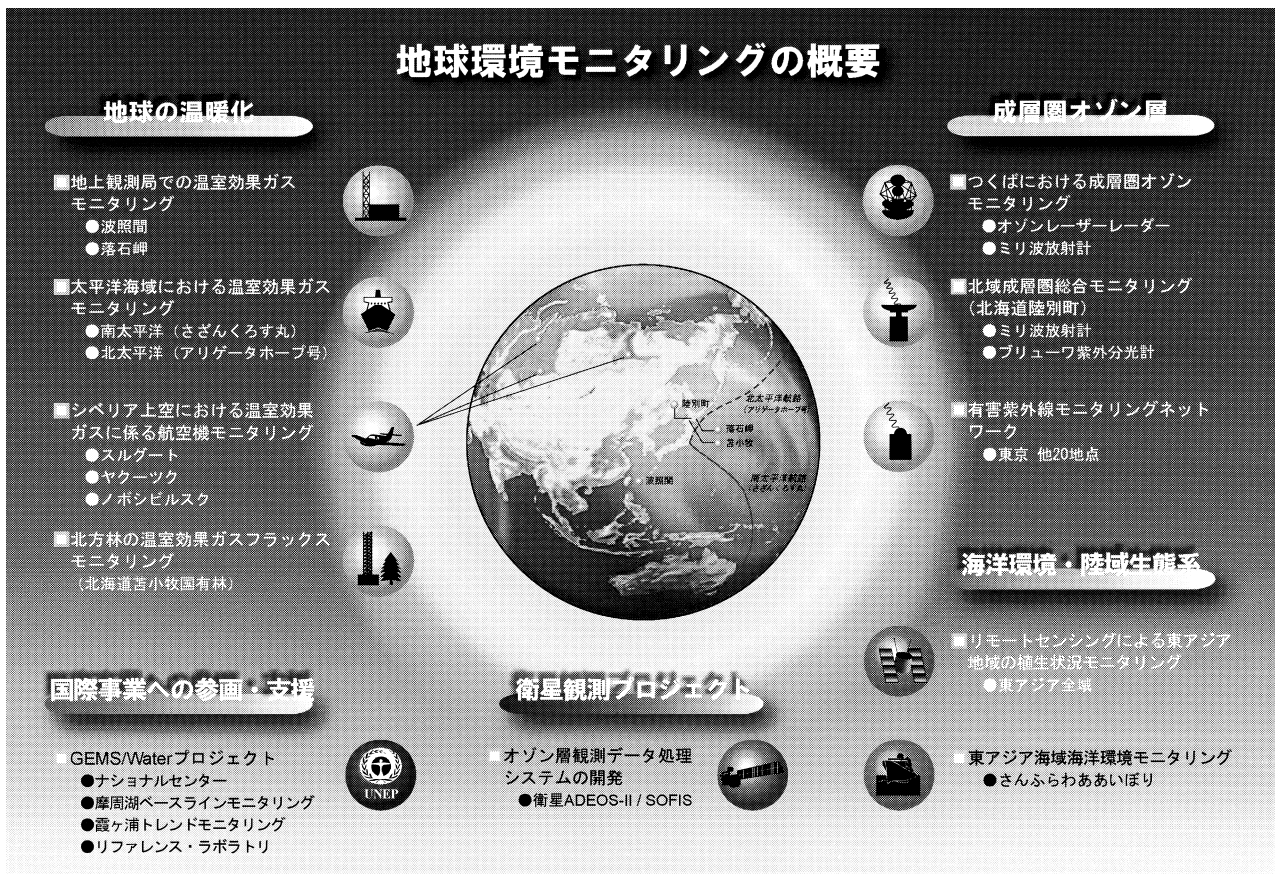 地球環境モニタリングの概要
地球の温暖化
■地上観測局での温室効果ガス
モニタリング
●波照間
●落石岬
■太平洋海域における温室効果ガス
モニタリング
●南太平洋(さざんくろす丸)
●北太平洋(アリゲータホープ号)
■シベリア上空における温室効果
ガスに係る航空機モニタリング
●スルグート
●ヤクーツク
●ノボシビルスク
■北方林の温室効果ガスフラックス
モニタリング
(北海道苫小牧国有林)
成層圏オゾン層
■つくばにおける成層圏オゾン
モニタリング
●オゾンレーザーレーダー
●ミリ波放射計
■北域成層圏総合モニタリング
(北海道陸別町)
●ミリ波放射計
●ブリューワ紫外分光計
■有害紫外線モニタリングネット
ワーク
●東京 他20地点
陸別町
北太平洋航路
(アリゲータホープ号)
落石岬
苫小牧
波照間
南太平洋航路
(さざんくろす丸)
海洋環境・陸域生態系
■リモートセンシングによる東アジア
地域の植生状況モニタリング
●東アジア全域
■東アジア海域海洋環境モニタリング
●さんふらわああいぼり
国際事業への参画・支援
■GEMS/Waterプロジェクト
●ナショナルセンター
●摩周湖ベースラインモニタリング
●霞ヶ浦トレンドモニタリング
●リファレンス・ラボラトリ
UNEP
衛星観測プロジェクト
■オゾン層観測データ処理
システムの開発
●衛星ADEOS-II / SOFIS